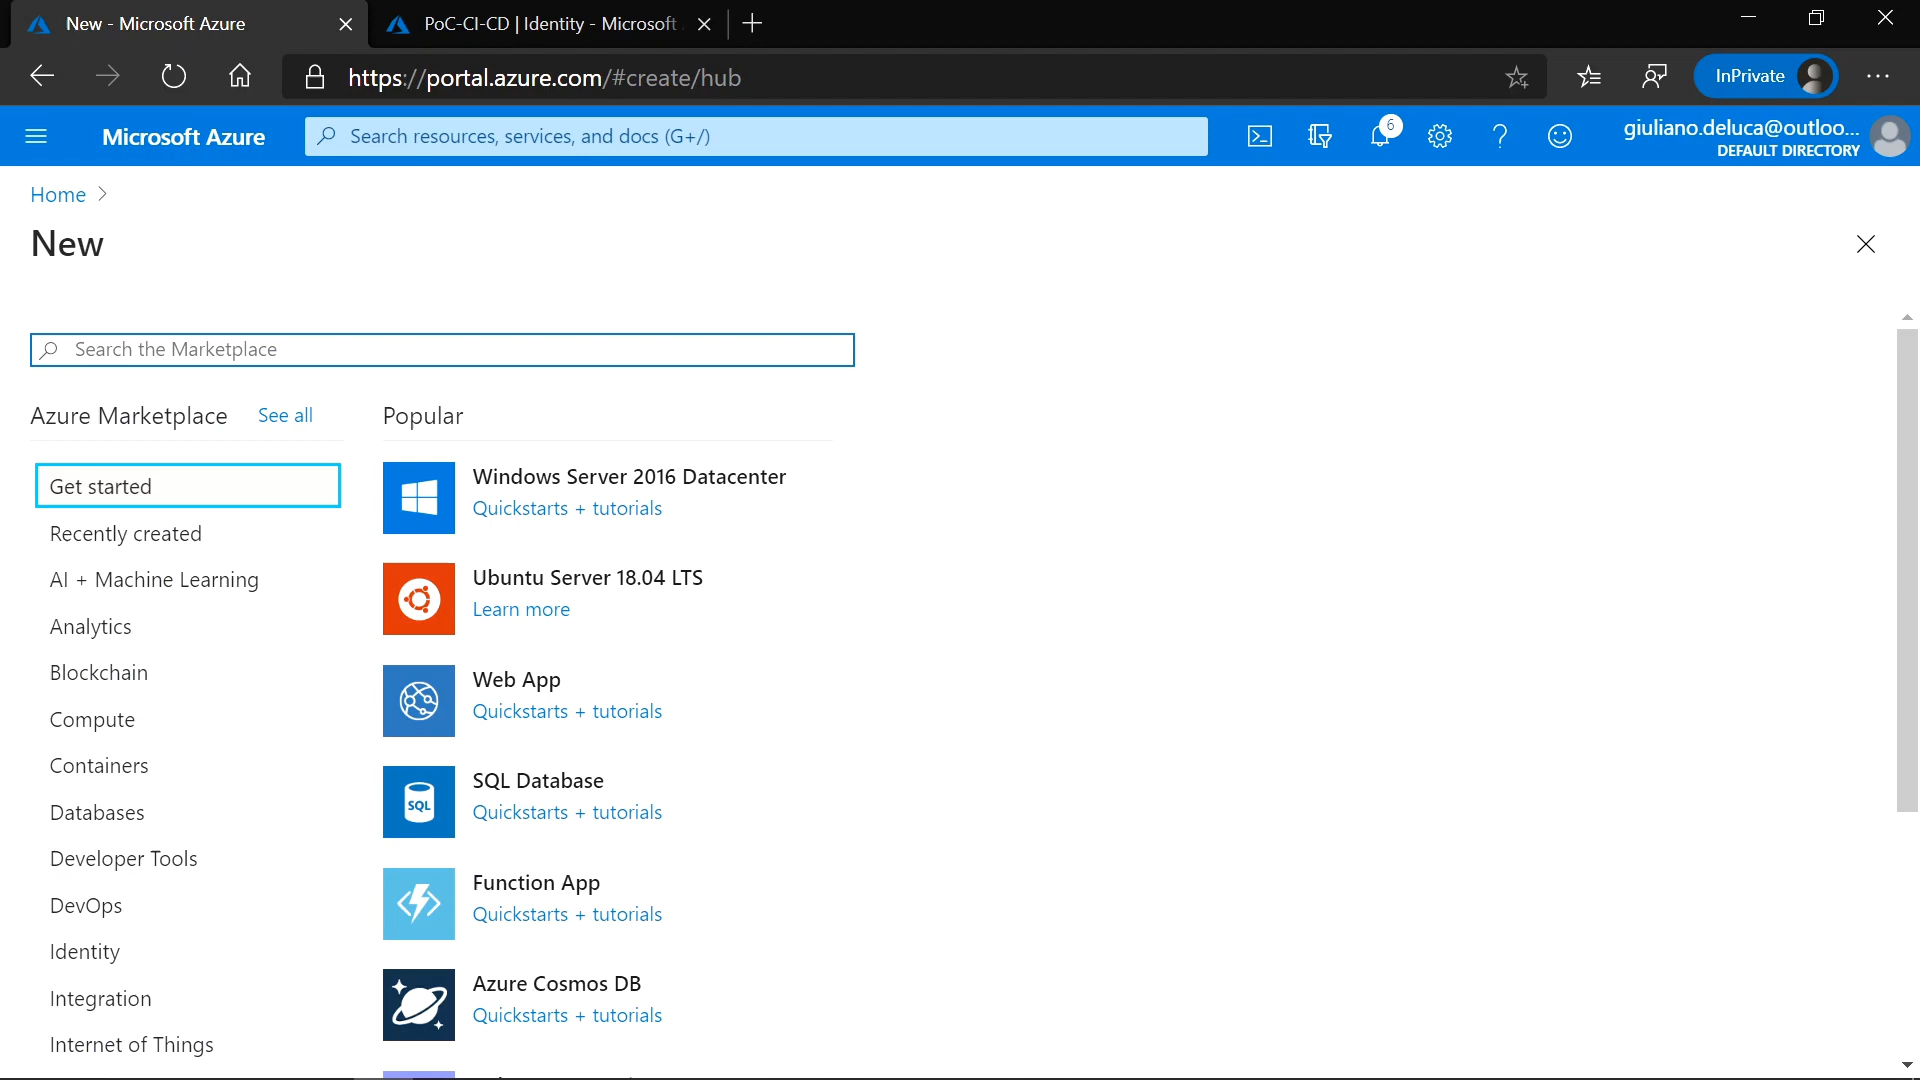 New - Microsoft Azure
PoC-CI-CD | Identity - Microsoft
https://portal.azure.com/#create/hub
InPrivate
Microsoft Azure
Search resources, services, and docs (G+/)
6
giuliano.deluca@outloo...
DEFAULT DIRECTORY
Home
New
Search the Marketplace
Azure Marketplace
See all
Popular
Get started
Recently created
AI + Machine Learning
Analytics
Blockchain
Compute
Containers
Databases
Developer Tools
DevOps
Identity
Integration
Internet of Things
Windows Server 2016 Datacenter
Quickstarts + tutorials
Ubuntu Server 18.04 LTS
Learn more
Web App
Quickstarts + tutorials
SQL
SQL Database
Quickstarts + tutorials
Function App
Quickstarts + tutorials
Azure Cosmos DB
Quickstarts + tutorials